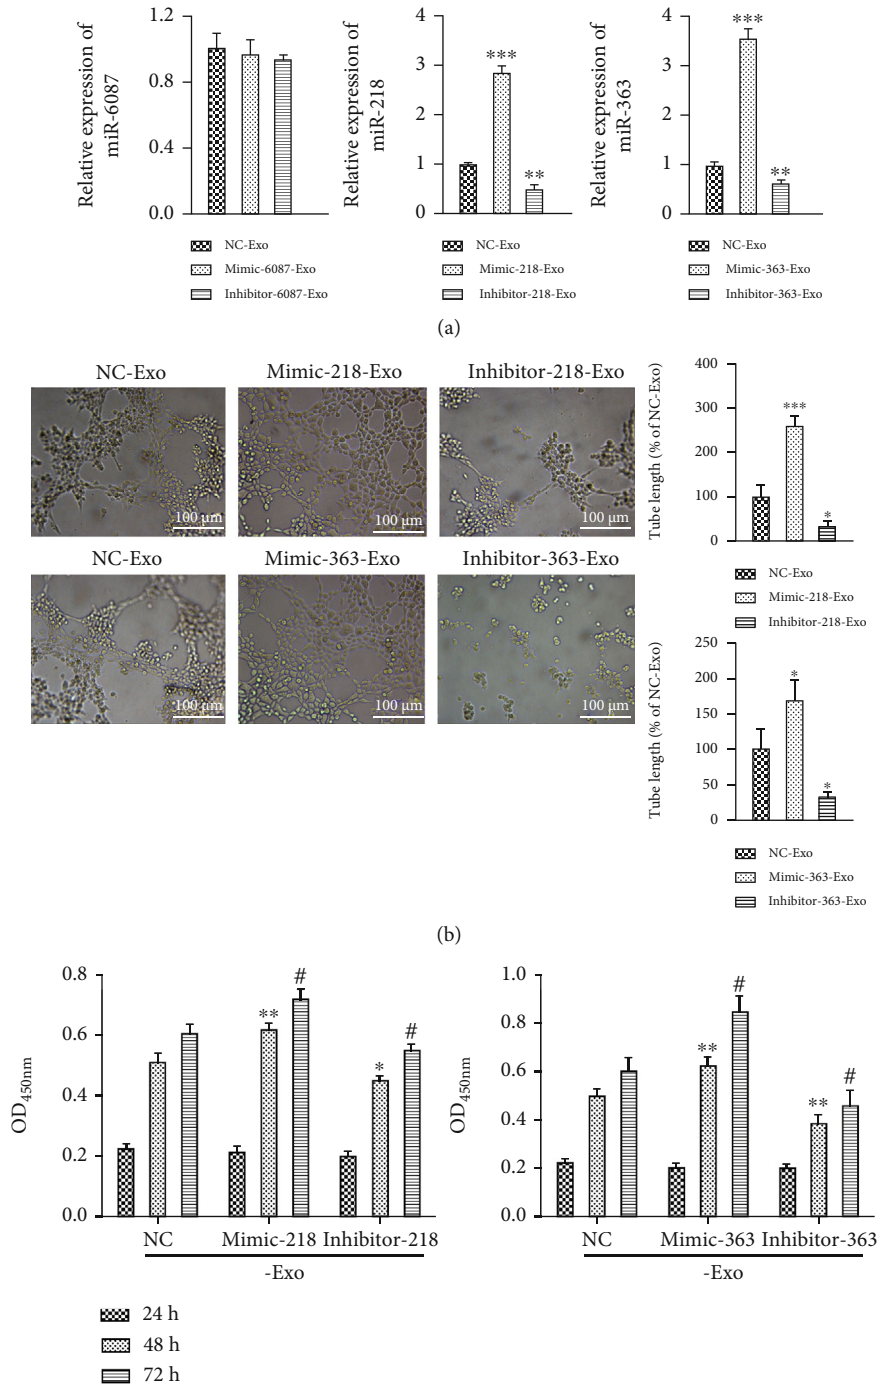 Relative expression of
miR-6087
1.2
0.8
0.4
0.0
NC-Exo
Mimic-6087-Exo
Inhibitor-6087-Exo
Relative expression of
miR-218
4
3
2
1
0
***
**
NC-Exo
Mimic-218-Exo
Inhibitor-218-Exo
Relative expression of
miR-363
4
3
2
1
0
***
**
NC-Exo
Mimic-363-Exo
Inhibitor-363-Exo
(a)
NC-Exo
Mimic-218-Exo
Inhibitor-218-Exo
100 μm
100 μm
100 μm
NC-Exo
Mimic-363-Exo
Inhibitor-363-Exo
100 μm
100 μm
100 μm
Tube length (% of NC-Exo)
400
300
200
100
0
***
*
NC-Exo
Mimic-218-Exo
Inhibitor-218-Exo
Tube length (% of NC-Exo)
250
200
150
100
50
0
*
*
NC-Exo
Mimic-363-Exo
Inhibitor-363-Exo
(b)
OD450nm
0.8
0.6
0.4
0.2
0.0
**
#
*
#
NC
Mimic-218
Inhibitor-218
-Exo
OD450nm
1.0
0.8
0.6
0.4
0.2
0.0
**
#
**
#
NC
Mimic-363
Inhibitor-363
-Exo
24 h
48 h
72 h